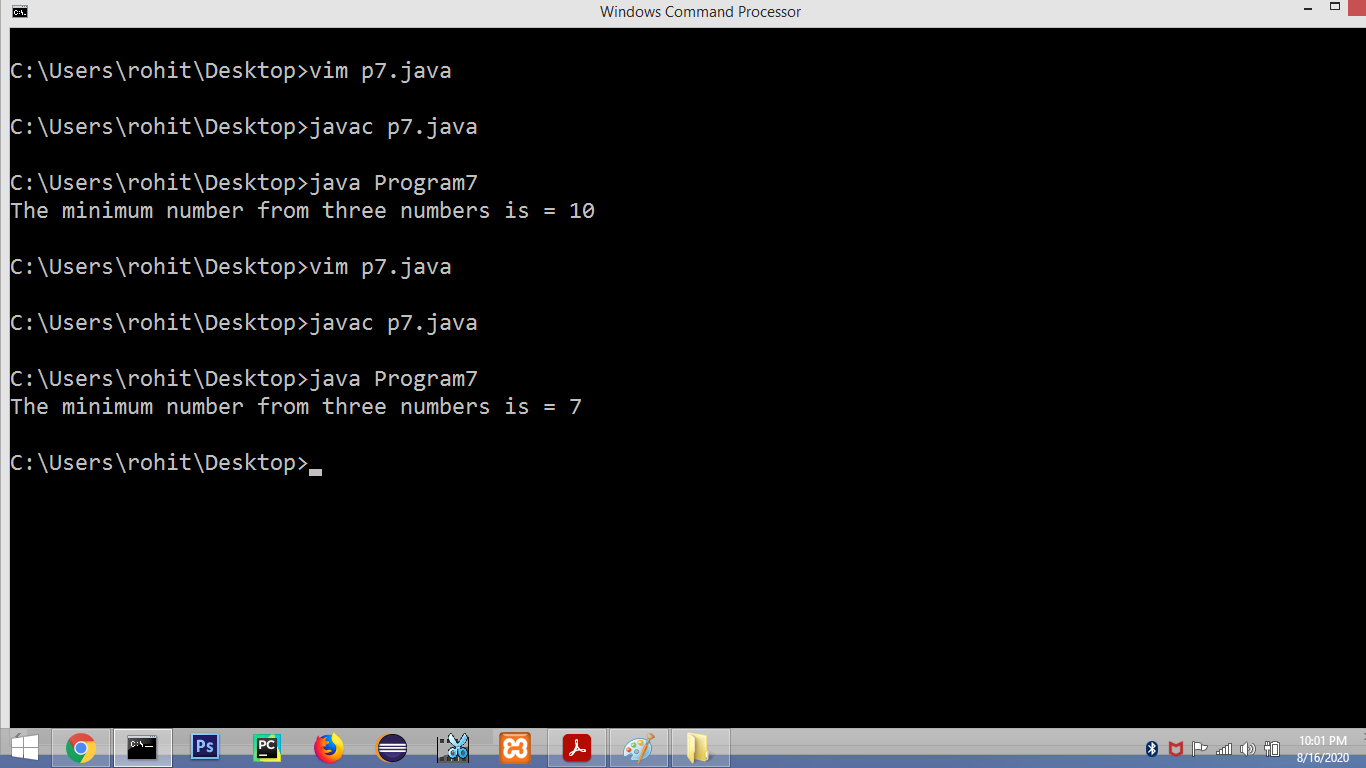 Windows Command Processor
C:\Users\rohit\Desktop>vim p7.java
C:\Users\rohit\Desktop>javac p7.java
C:\Users\rohit\Desktop>java Program7
The minimum number from three numbers is = 10
C:\Users\rohit\Desktop>vim p7.java
C:\Users\rohit\Desktop>javac p7.java
C:\Users\rohit\Desktop>java Program7
The minimum number from three numbers is = 7
C:\Users\rohit\Desktop>
Ps
PC
10:01 PM
8/16/2020